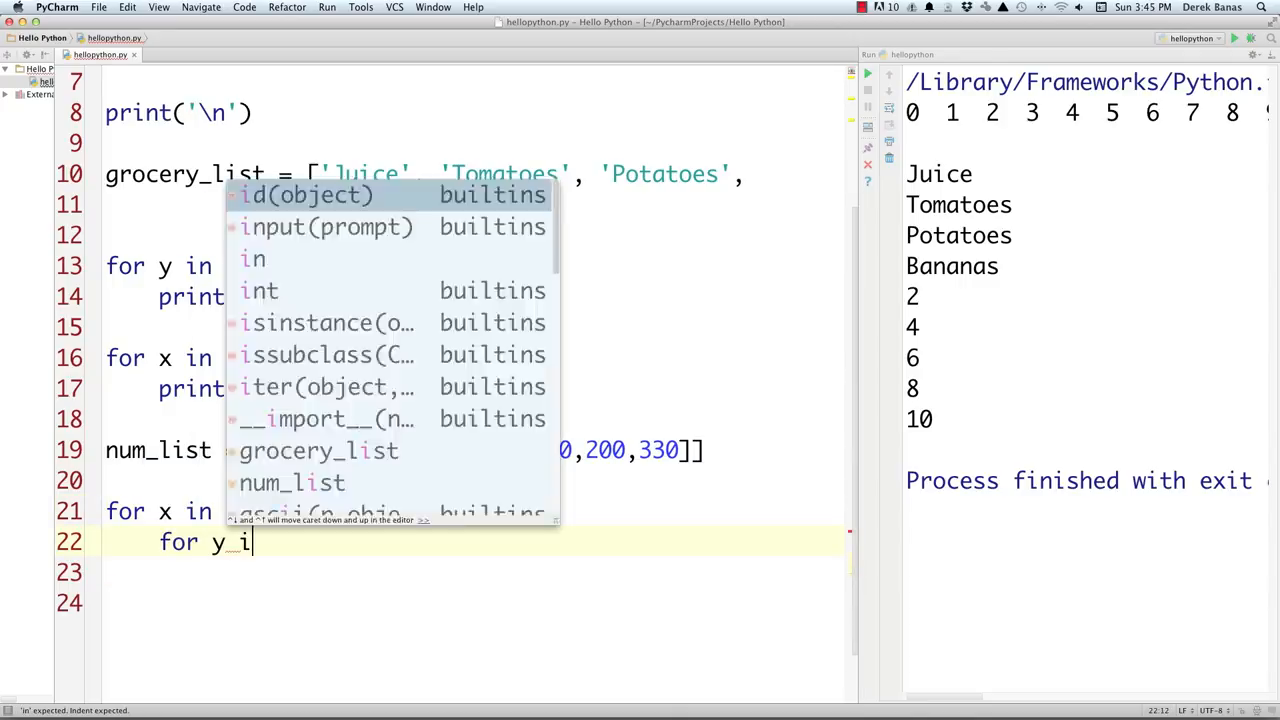 PyCharm File Edit View Navigate Code Refactor Run Tools VCS Window Help 10 Sun 3:45 PM Derek Banas
hellopython.py – Hello Python – [~/PycharmProjects/Hello Python]
Hello Python hellopython.py hellopython
hellopython.py × Run hellopython
Hello P
hell
Externa
7
8 print('\n')
9
10 grocery_list = ['Juice', 'Tomatoes', 'Potatoes',
11
12
13 for y in
14 print
15
16 for x in
17 print
18
19 num_list 0,200,330]]
20
21 for x in
22 for y i
23
24
id(object) builtins
input(prompt) builtins
in
int builtins
isinstance(o... builtins
issubclass(C... builtins
iter(object,... builtins
__import__(n... builtins
grocery_list
num_list
ascii(p_obje builtins
^↓ and ^↑ will move caret down and up in the editor >>
/Library/Frameworks/Python.
0 1 2 3 4 5 6 7 8
Juice
Tomatoes
Potatoes
Bananas
2
4
6
8
10
Process finished with exit
'in' expected. Indent expected. 22:12 LF UTF-8